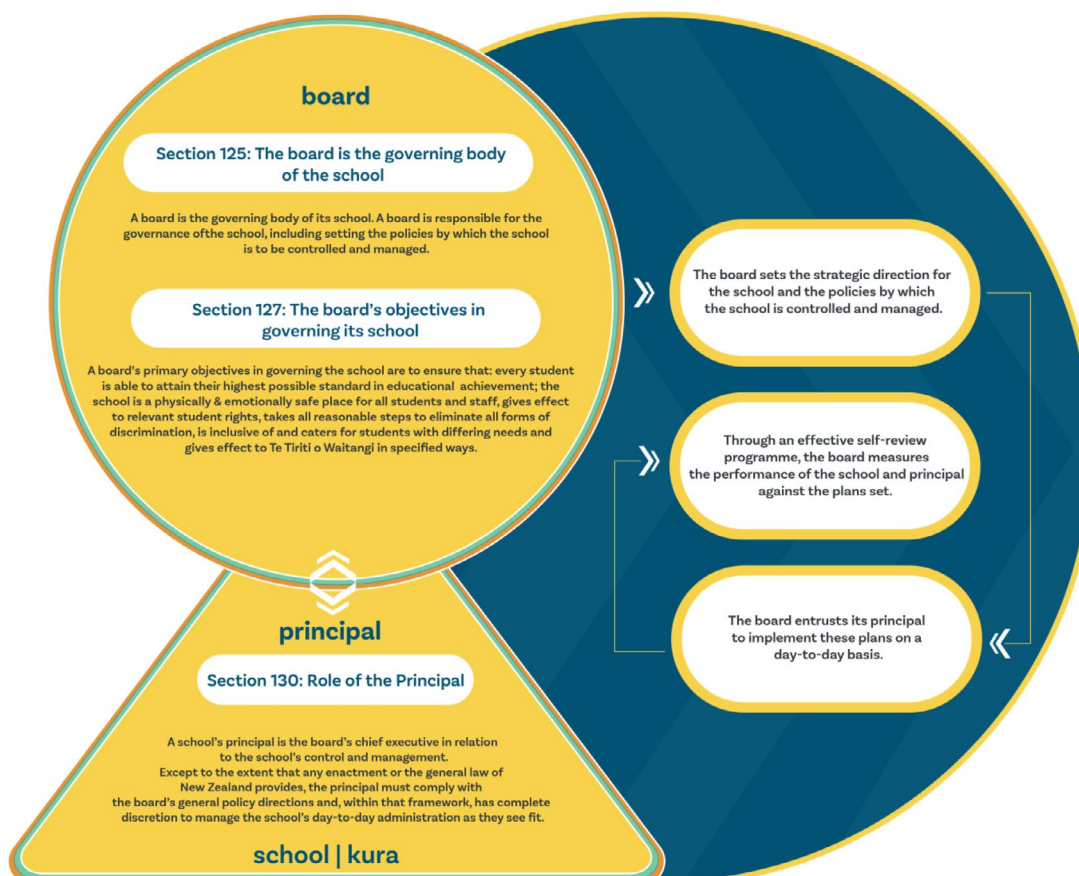 board
Section 125: The board is the governing body
of the school
A board is the governing body of its school. A board is responsible for the
governance ofthe school, including setting the policies by which the school
is to be controlled and managed.
Section 127: The board's objectives in
governing its school
A board's primary objectives in governing the school are to ensure that: every student
is able to attain their highest possible standard in educational achievement; the
school is a physically & emotionally safe place for all students and staff, gives effect
to relevant student rights, takes all reasonable steps to eliminate all forms of
discrimination, is inclusive of and caters for students with differing needs and
gives effect to Te Tiriti o Waitangi in specified ways.
principal
Section 130: Role of the Principal
A school's principal is the board's chief executive in relation
to the school's control and management.
Except to the extent that any enactment or the general law of
New Zealand provides, the principal must comply with
the board's general policy directions and, within that framework, has complete
discretion to manage the school's day-to-day administration as they see fit.
school | kura
The board sets the strategic direction for
the school and the policies by which
the school is controlled and managed.
Through an effective self-review
programme, the board measures
the performance of the school and principal
against the plans set.
The board entrusts its principal
to implement these plans on a
day-to-day basis.